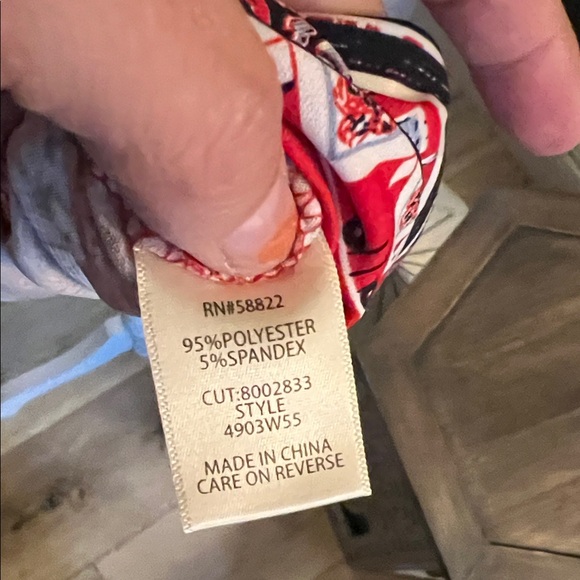 RN#58822
95%POLYESTER
5%SPANDEX
CUT:8002833
STYLE
4903W55
MADE IN CHINA
CARE ON REVERSE